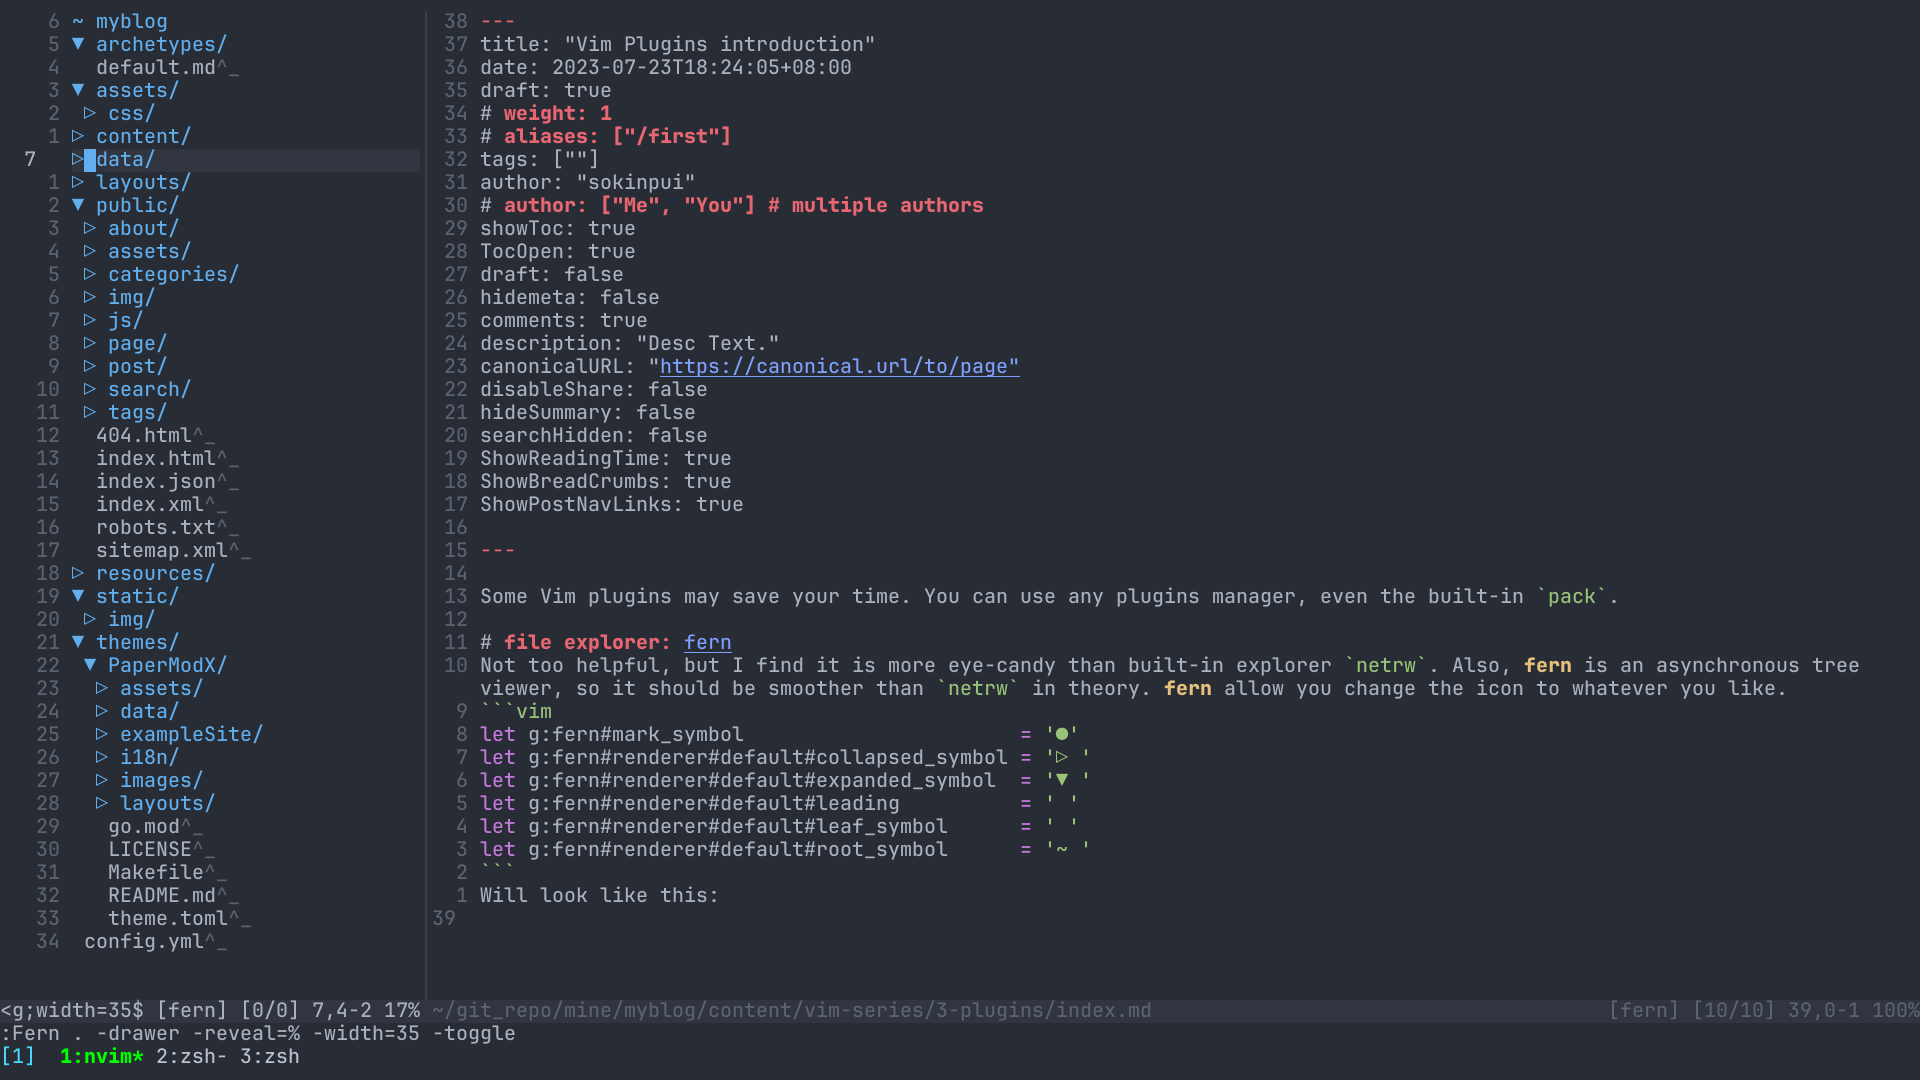 6 ~ myblog
5 ▼ archetypes/
4   default.md^_
3 ▼ assets/
2  ▷ css/
1 ▷ content/
7   ▷ data/
1 ▷ layouts/
2 ▼ public/
3  ▷ about/
4  ▷ assets/
5  ▷ categories/
6  ▷ img/
7  ▷ js/
8  ▷ page/
9  ▷ post/
10  ▷ search/
11  ▷ tags/
12   404.html^_
13   index.html^_
14   index.json^_
15   index.xml^_
16   robots.txt^_
17   sitemap.xml^_
18 ▷ resources/
19 ▼ static/
20  ▷ img/
21 ▼ themes/
22  ▼ PaperModX/
23   ▷ assets/
24   ▷ data/
25   ▷ exampleSite/
26   ▷ i18n/
27   ▷ images/
28   ▷ layouts/
29    go.mod^_
30    LICENSE^_
31    Makefile^_
32    README.md^_
33    theme.toml^_
34  config.yml^_
38 ---
37 title: "Vim Plugins introduction"
36 date: 2023-07-23T18:24:05+08:00
35 draft: true
34 # weight: 1
33 # aliases: ["/first"]
32 tags: [""]
31 author: "sokinpui"
30 # author: ["Me", "You"] # multiple authors
29 showToc: true
28 TocOpen: true
27 draft: false
26 hidemeta: false
25 comments: true
24 description: "Desc Text."
23 canonicalURL: "https://canonical.url/to/page"
22 disableShare: false
21 hideSummary: false
20 searchHidden: false
19 ShowReadingTime: true
18 ShowBreadCrumbs: true
17 ShowPostNavLinks: true
16
15 ---
14
13 Some Vim plugins may save your time. You can use any plugins manager, even the built-in `pack`.
12
11 # file explorer: fern
10 Not too helpful, but I find it is more eye-candy than built-in explorer `netrw`. Also, fern is an asynchronous tree
viewer, so it should be smoother than `netrw` in theory. fern allow you change the icon to whatever you like.
9 ```vim
8 let g:fern#mark_symbol                       = '●'
7 let g:fern#renderer#default#collapsed_symbol = '▷ '
6 let g:fern#renderer#default#expanded_symbol  = '▼ '
5 let g:fern#renderer#default#leading          = ' '
4 let g:fern#renderer#default#leaf_symbol      = ' '
3 let g:fern#renderer#default#root_symbol      = '~ '
2 ```
1 Will look like this:
39
<g;width=35$ [fern] [0/0] 7,4-2 17% ~/git_repo/mine/myblog/content/vim-series/3-plugins/index.md [fern] [10/10] 39,0-1 100%
:Fern . -drawer -reveal=% -width=35 -toggle
[1]  1:nvim* 2:zsh- 3:zsh